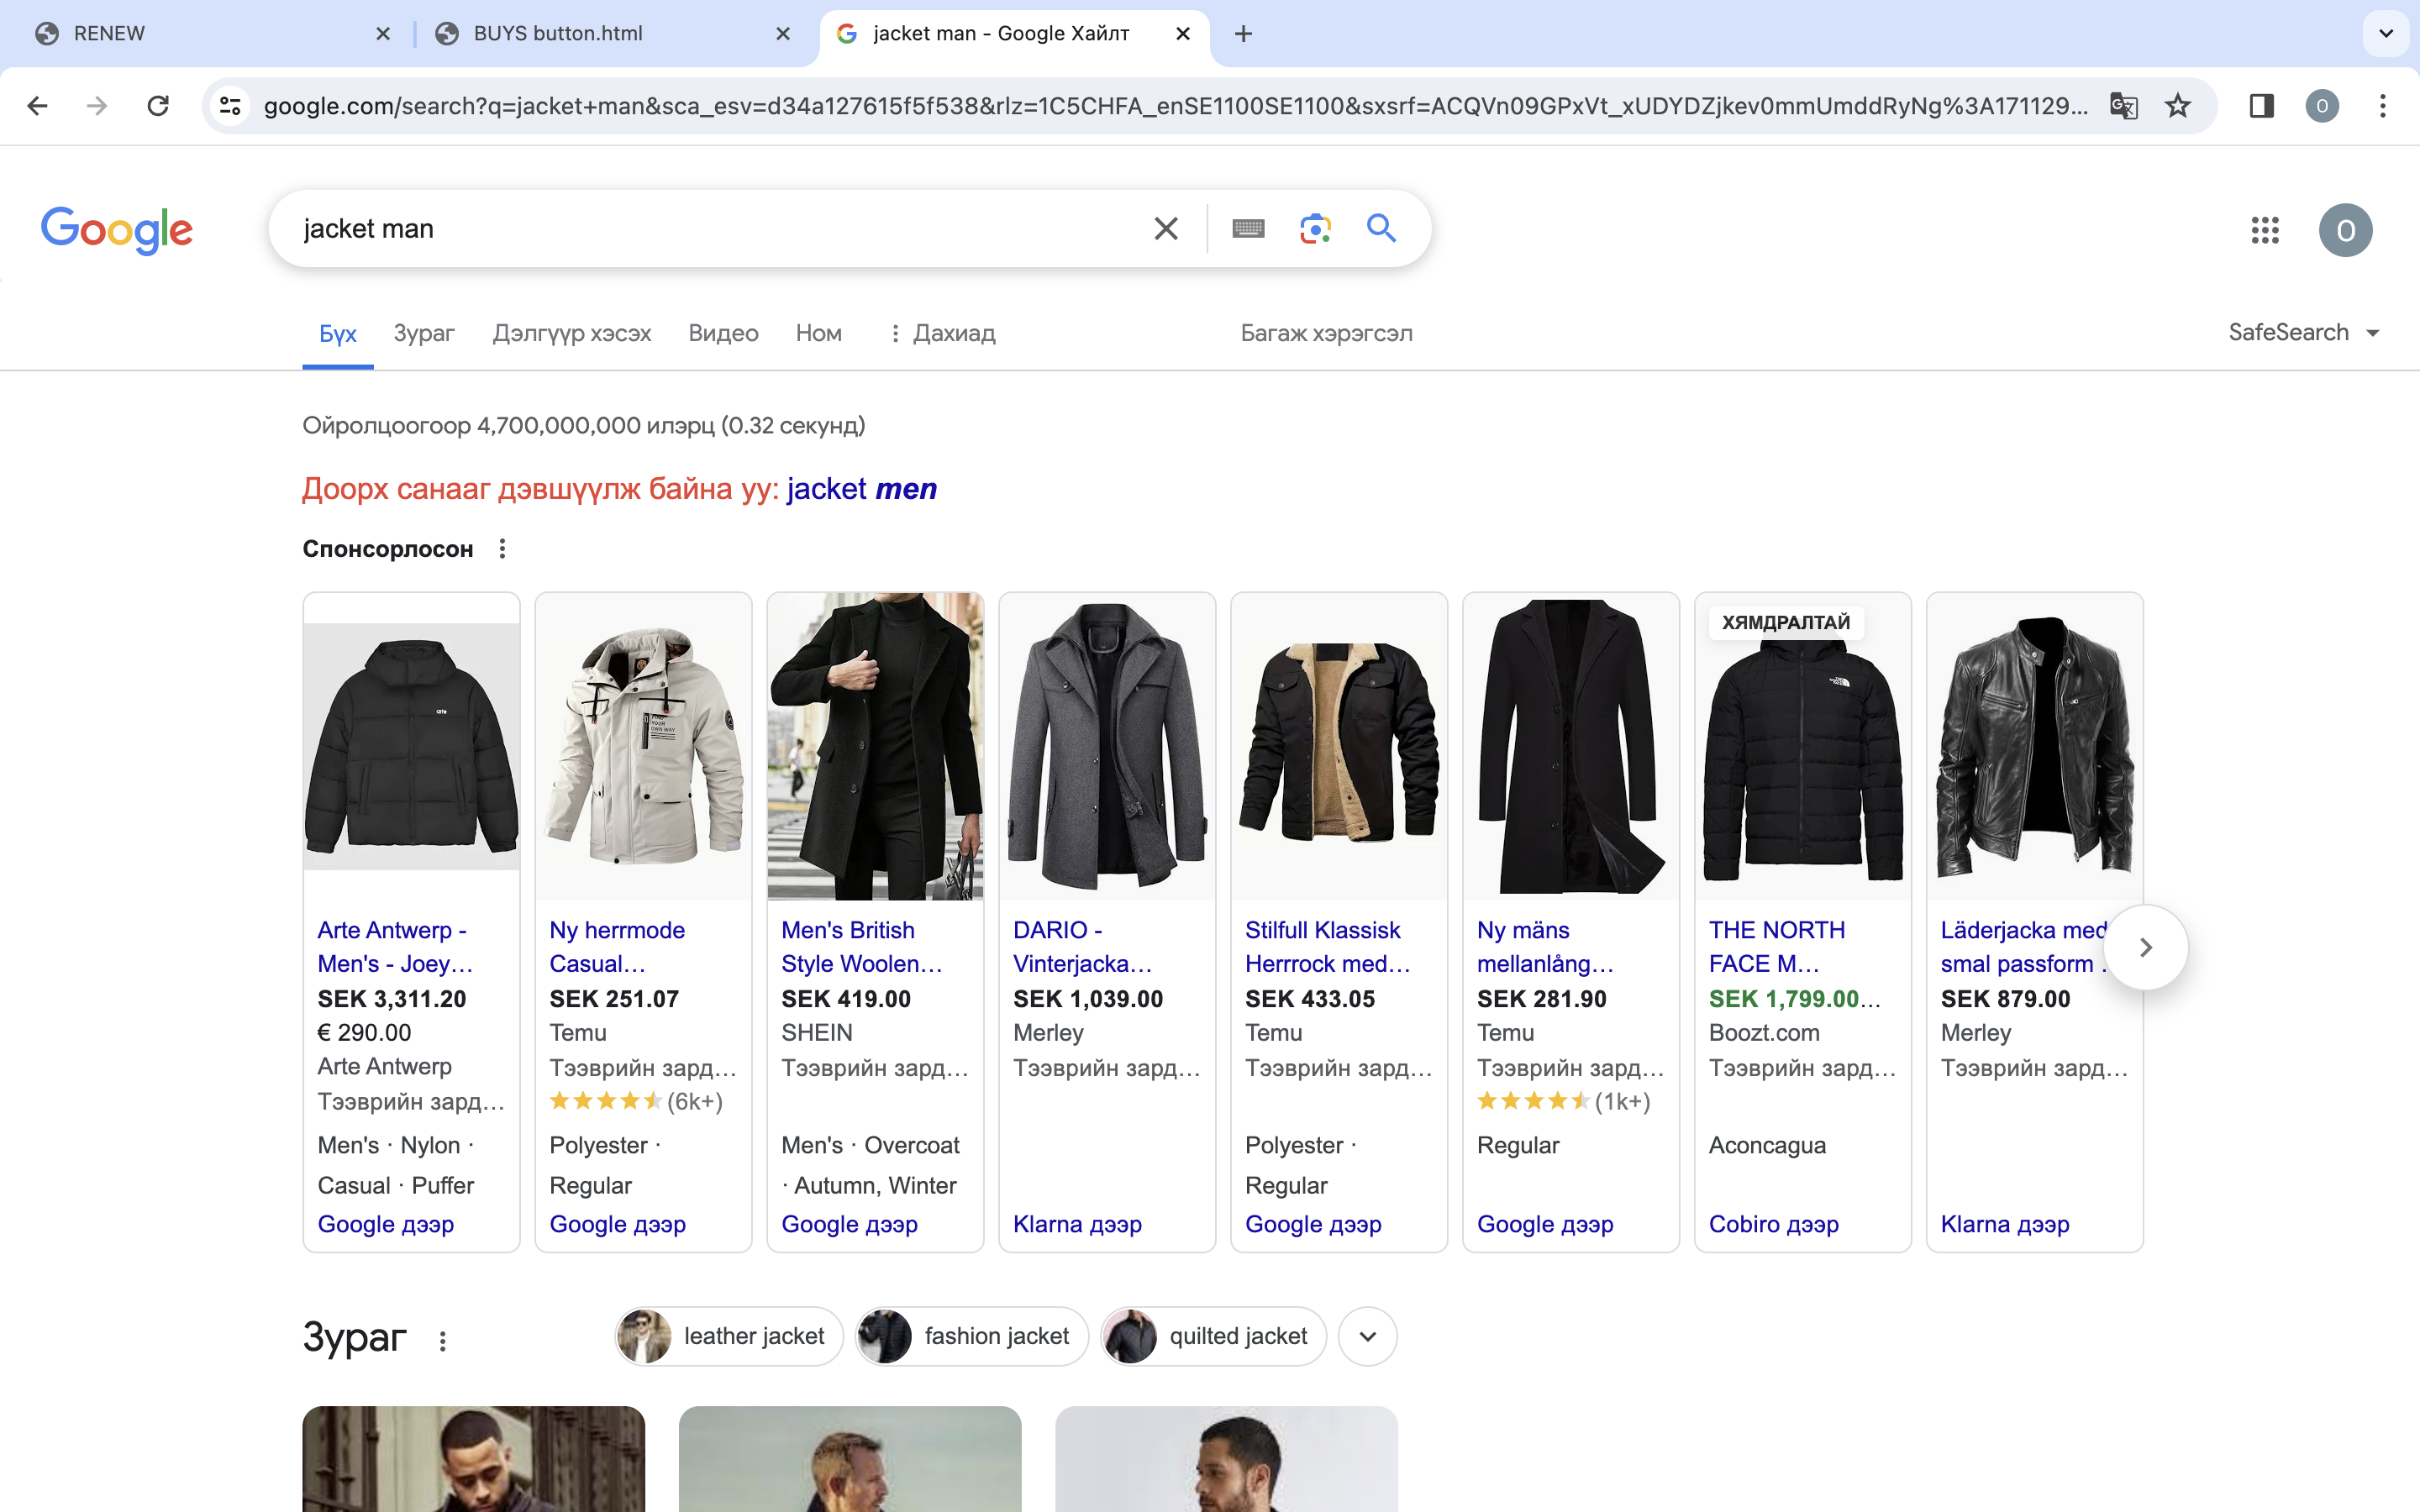 RENEW
BUYS button.html
jacket man - Google Хайлт
google.com/search?q=jacket+man&sca_esv=d34a127615f5f538&rlz=1C5CHFA_enSE1100SE1100&sxsrf=ACQVn09GPxVt_xUDYDZjkev0mmUmddRyNg%3A171129...
O
Google
jacket man
O
Бүх
Зураг
Дэлгүүр хэсэх
Видео
Ном
Дахиад
Багаж хэрэгсэл
SafeSearch
Ойролцоогоор 4,700,000,000 илэрц (0.32 секунд)
Доорх санааг дэвшүүлж байна уу: jacket men
Спонсорлосон
arte
YOUR
OWN WAY
ХЯМДРАЛТАЙ
Arte Antwerp -
Men's - Joey...
SEK 3,311.20
€ 290.00
Arte Antwerp
Тээврийн зард...
Men's · Nylon ·
Casual · Puffer
Google дээр
Ny herrmode
Casual...
SEK 251.07
Temu
Тээврийн зард...
(6k+)
Polyester ·
Regular
Google дээр
Men's British
Style Woolen...
SEK 419.00
SHEIN
Тээврийн зард...
Men's · Overcoat
· Autumn, Winter
Google дээр
DARIO -
Vinterjacka...
SEK 1,039.00
Merley
Тээврийн зард...
Klarna дээр
Stilfull Klassisk
Herrrock med...
SEK 433.05
Temu
Тээврийн зард...
Polyester ·
Regular
Google дээр
Ny mäns
mellanlång...
SEK 281.90
Temu
Тээврийн зард...
(1k+)
Regular
Google дээр
THE NORTH
FACE M...
SEK 1,799.00...
Boozt.com
Тээврийн зард...
Aconcagua
Cobiro дээр
Läderjacka med
smal passform .
SEK 879.00
Merley
Тээврийн зард...
Klarna дээр
Зураг
leather jacket
fashion jacket
quilted jacket